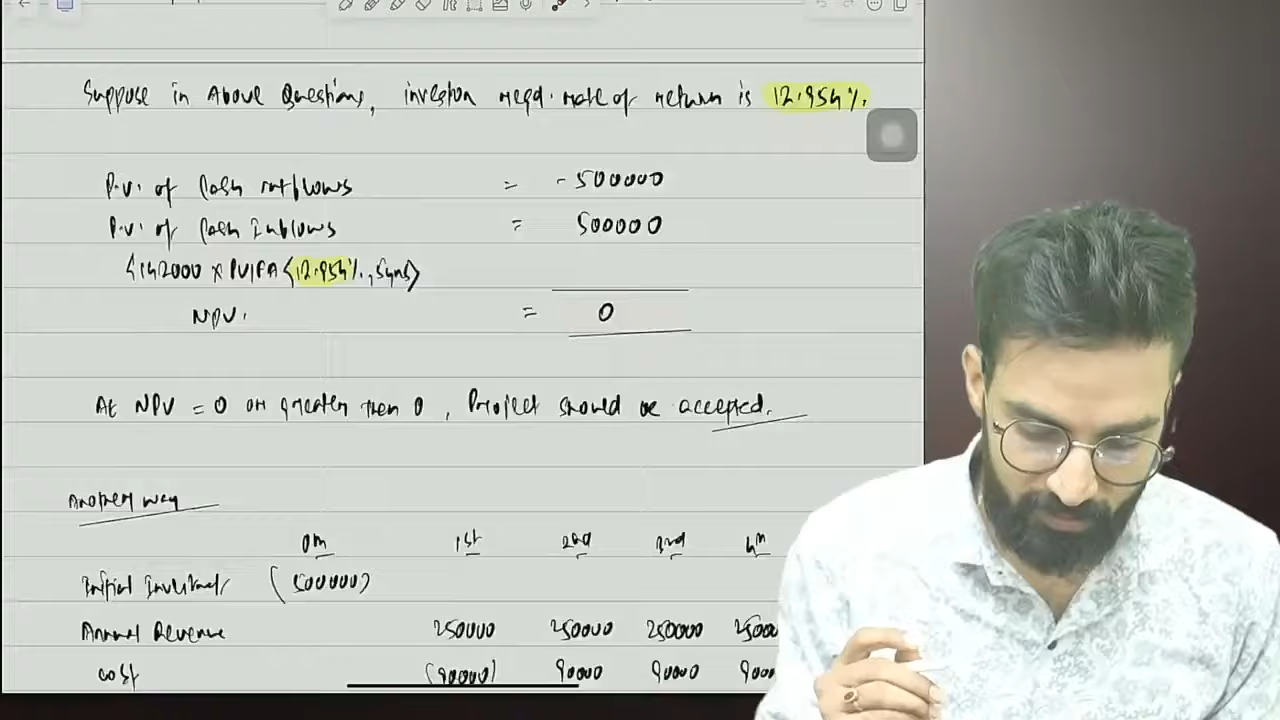 Suppose in Above Questions, investor reqd. rate of return is 12.954%.
P.V. of Cash outflows = -500000
P.V. of Cash Inflows = 500000
{142000 x PVIFA <12.954%, 5yrs>
NPV. = 0
At NPV = 0 or greater then 0, Project should be accepted.
Another way
0th 1st 2nd 3rd 4th
Initial Investment (500000)
Annual Revenue 250000 250000 250000
cost (90000) 90000 90000